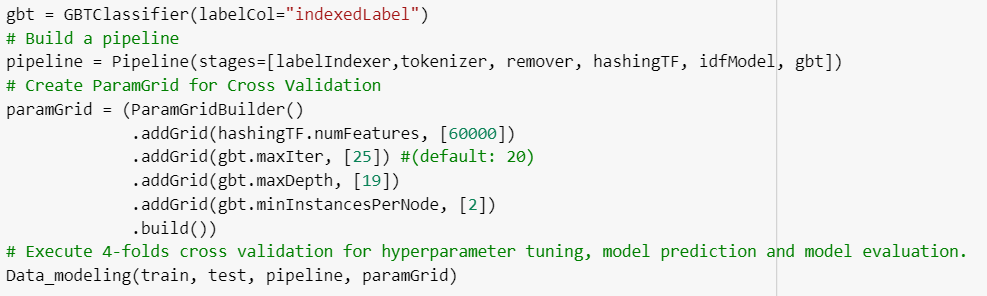 gbt = GBTClassifier(labelCol="indexedLabel")
# Build a pipeline
pipeline = Pipeline(stages=[labelIndexer,tokenizer, remover, hashingTF, idfModel, gbt])
# Create ParamGrid for Cross Validation
paramGrid = (ParamGridBuilder()
            .addGrid(hashingTF.numFeatures, [60000])
            .addGrid(gbt.maxIter, [25]) #(default: 20)
            .addGrid(gbt.maxDepth, [19])
            .addGrid(gbt.minInstancesPerNode, [2])
            .build())
# Execute 4-folds cross validation for hyperparameter tuning, model prediction and model evaluation.
Data_modeling(train, test, pipeline, paramGrid)